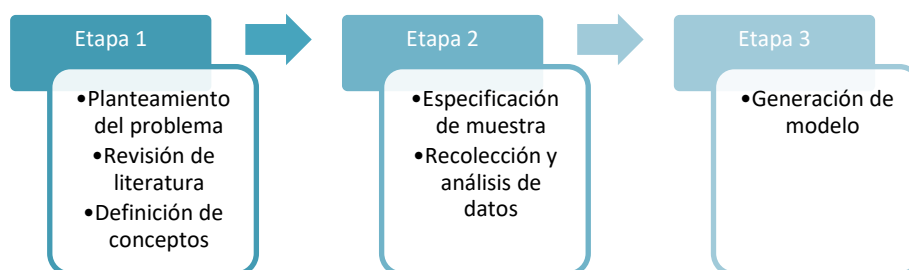 Etapa 1
•Planteamiento
del problema
•Revisión de
literatura
•Definición de
conceptos
Etapa 2
•Especificación
de muestra
•Recolección y
análisis de
datos
Etapa 3
•Generación de
modelo